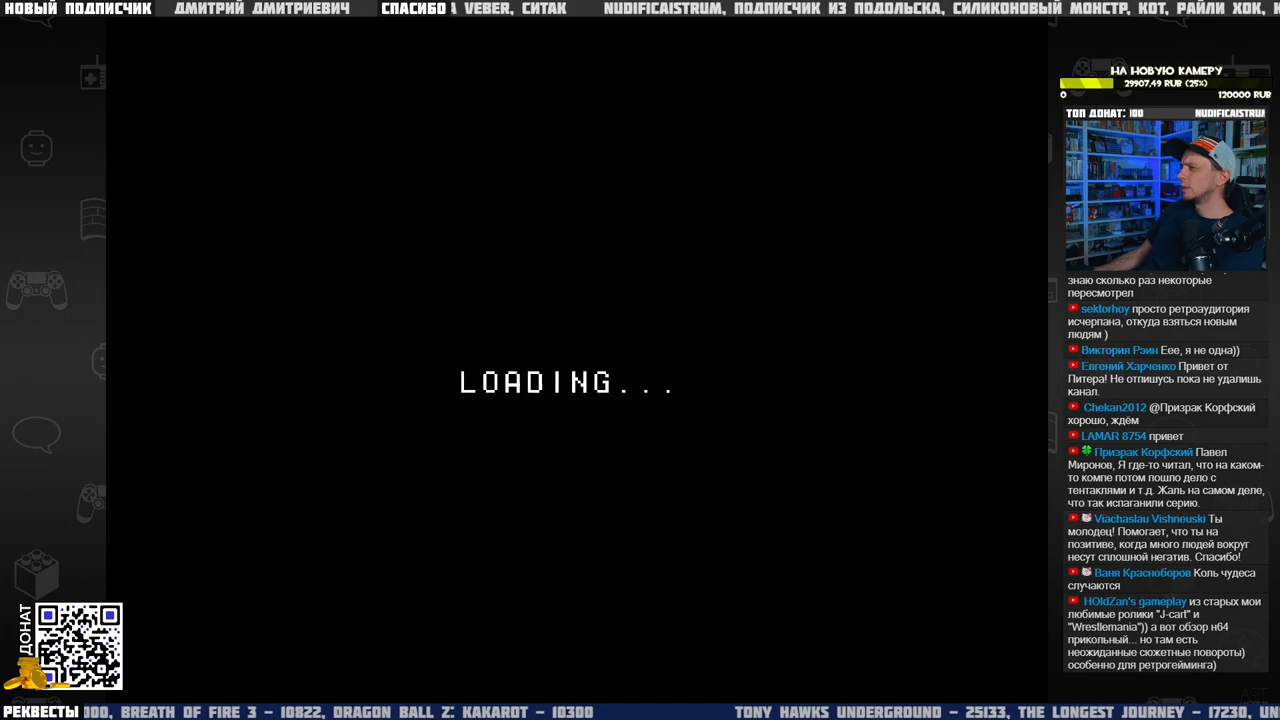 НОВЫЙ ПОДПИСЧИК ДМИТРИЙ ДМИТРИЕВИЧ СПАСИБО VEBER, СИТАК NUDIFICAISTRUM, ПОДПИСЧИК ИЗ ПОДОЛЬСКА, СИЛИКОНОВЫЙ МОНСТР, КОТ, РАЙЛИ ХОК,
НА НОВУЮ КАМЕРУ
29907,49 RUB (25%)
0 120000 RUB
ТОП ДОНАТ: 100 NUDIFICAISTRU
знаю сколько раз некоторые
пересмотрел
sektorhoy просто ретроаудитория
исчерпана, откуда взяться новым
людям )
Виктория Рэин Еее, я не одна))
Евгений Харченко Привет от
Питера! Не отпишусь пока не удалишь
канал.
Chekan2012 @Призрак Корфский
хорошо, ждём
LAMAR 8754 привет
Призрак Корфский Павел
Миронов, Я где-то читал, что на каком-
то компе потом пошло дело с
тентаклями и т.д. Жаль на самом деле,
что так испаганили серию.
Viachaslau Vishneuski Ты
молодец! Помогает, что ты на
позитиве, когда много людей вокруг
несут сплошной негатив. Спасибо!
Ваня Красноборов Коль чудеса
случаются
HOldZan's gameplay из старых мои
любимые ролики "J-cart" и
"Wrestlemania")) а вот обзор н64
прикольный... но там есть
неожиданные сюжетные повороты)
особенно для ретрогейминга)
LOADING...
ДОНАТ
РЕКВЕСТЫ 000, BREATH OF FIRE 3 - 10822, DRAGON BALL Z: KAKAROT - 10300 TONY HAWKS UNDERGROUND - 25133, THE LONGEST JOURNEY - 17230,